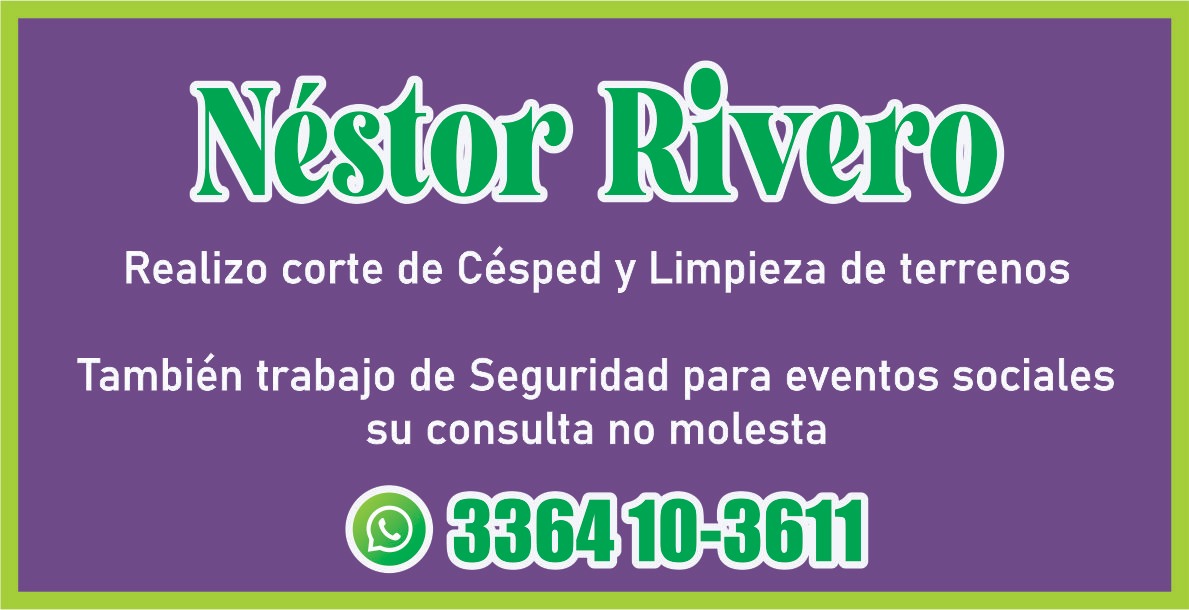 Néstor Rivero
Realizo corte de Césped y Limpieza de terrenos
También trabajo de Seguridad para eventos sociales
su consulta no molesta
3364 10-3611